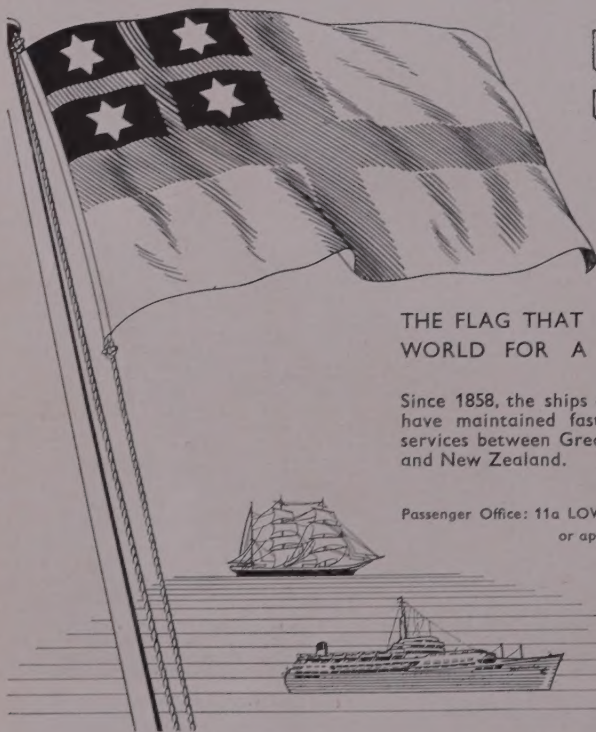 THE FLAG THAT
WORLD FOR A
Since 1858, the ships
have maintained fast
services between Gre
and New Zealand.
Passenger Office: 11a LOW
or ap